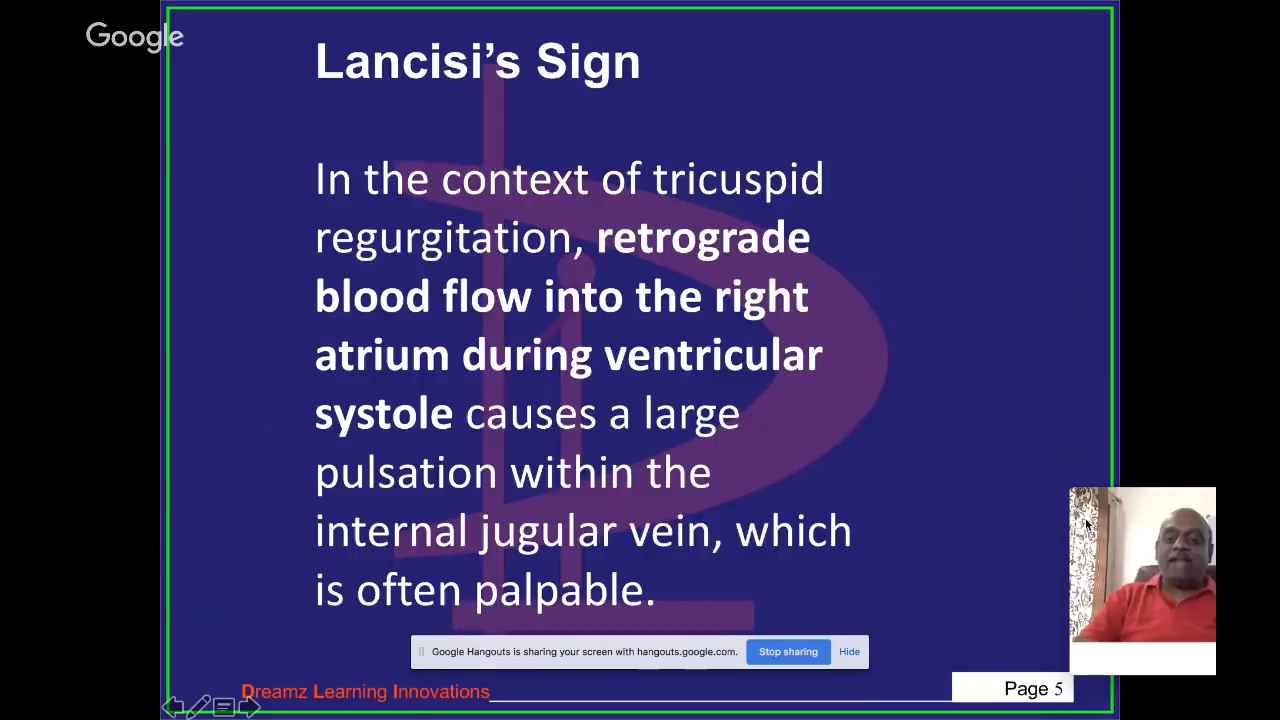 Google
Lancisi’s Sign
In the context of tricuspid
regurgitation, retrograde
blood flow into the right
atrium during ventricular
systole causes a large
pulsation within the
internal jugular vein, which
is often palpable.
Google Hangouts is sharing your screen with hangouts.google.com. Stop sharing Hide
Dreamz Learning Innovations
Page 5